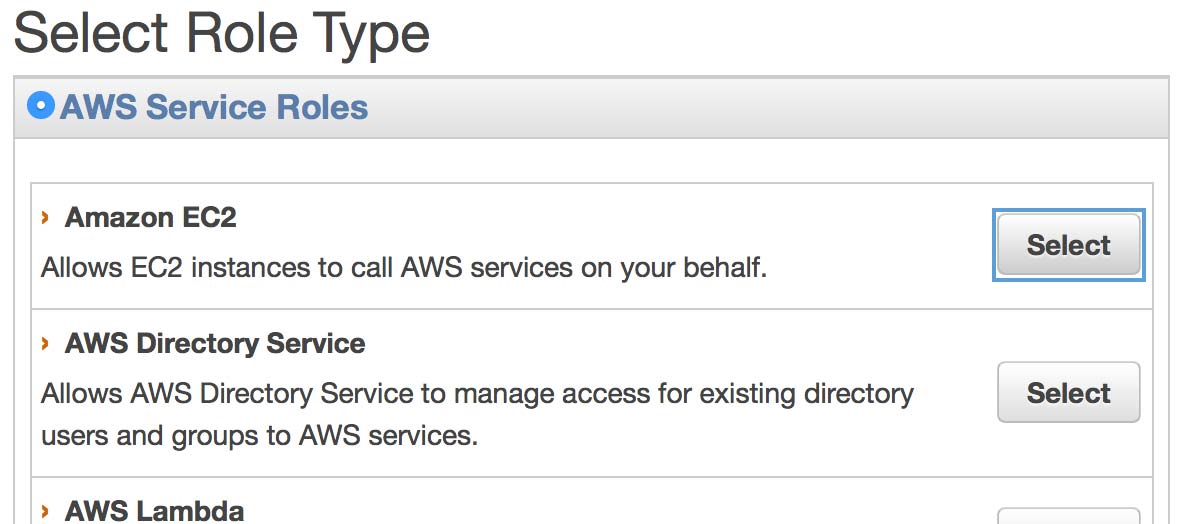 Select Role Type
AWS Service Roles
› Amazon EC2
Allows EC2 instances to call AWS services on your behalf.
Select
› AWS Directory Service
Allows AWS Directory Service to manage access for existing directory
users and groups to AWS services.
Select
› AWS Lambda